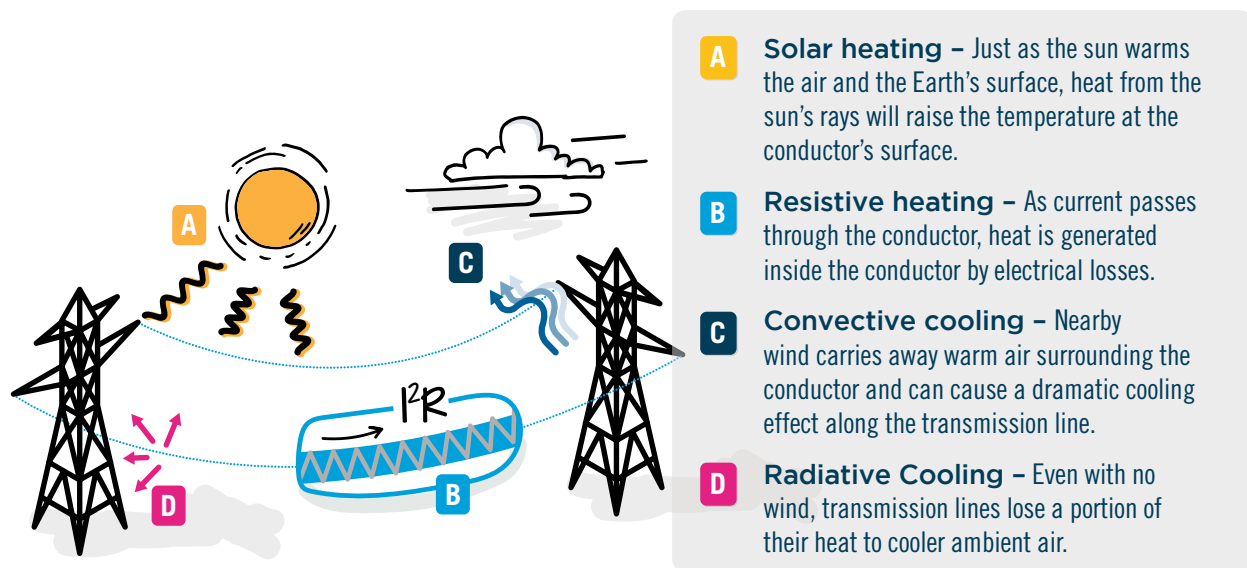 A
C
I²R
B
D
A
Solar heating – Just as the sun warms
the air and the Earth’s surface, heat from the
sun’s rays will raise the temperature at the
conductor’s surface.
B
Resistive heating – As current passes
through the conductor, heat is generated
inside the conductor by electrical losses.
C
Convective cooling – Nearby
wind carries away warm air surrounding the
conductor and can cause a dramatic cooling
effect along the transmission line.
D
Radiative Cooling – Even with no
wind, transmission lines lose a portion of
their heat to cooler ambient air.